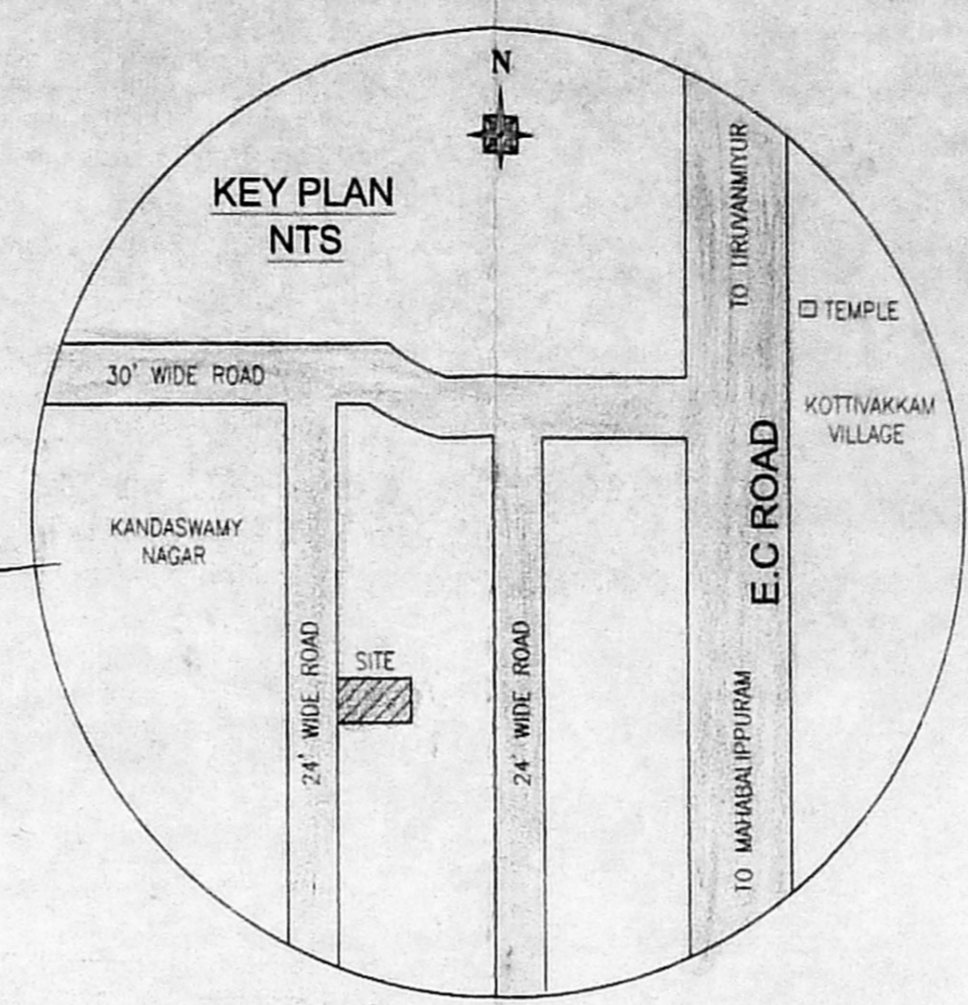 N
KEY PLAN
NTS
TO TIRUVANMIYUR
TEMPLE
30' WIDE ROAD
KOTTIVAKKAM
VILLAGE
E.C ROAD
KANDASWAMY
NAGAR
SITE
24' WIDE ROAD
24' WIDE ROAD
TO MAHABALIPPURAM